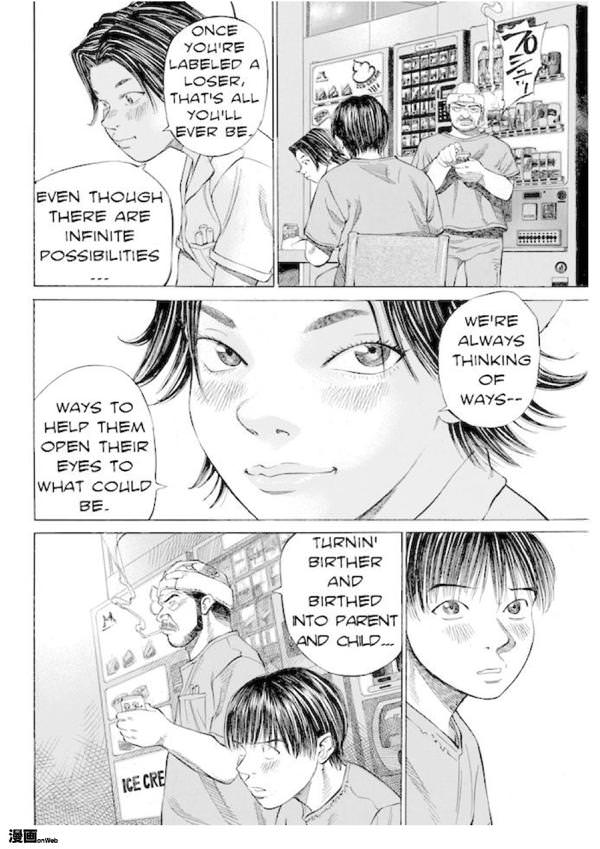 ONCE
YOU'RE
LABELED A
LOSER,
THAT'S ALL
YOU'LL
EVER BE.
EVEN THOUGH
THERE ARE
INFINITE
POSSIBILITIES
...
プシューッ
WE'RE
ALWAYS
THINKING
OF
WAYS--
WAYS TO
HELP THEM
OPEN THEIR
EYES TO
WHAT COULD
BE.
TURNIN'
BIRTHER
AND
BIRTHED
INTO PARENT
AND CHILD...
ICE CRE
漫画onWeb